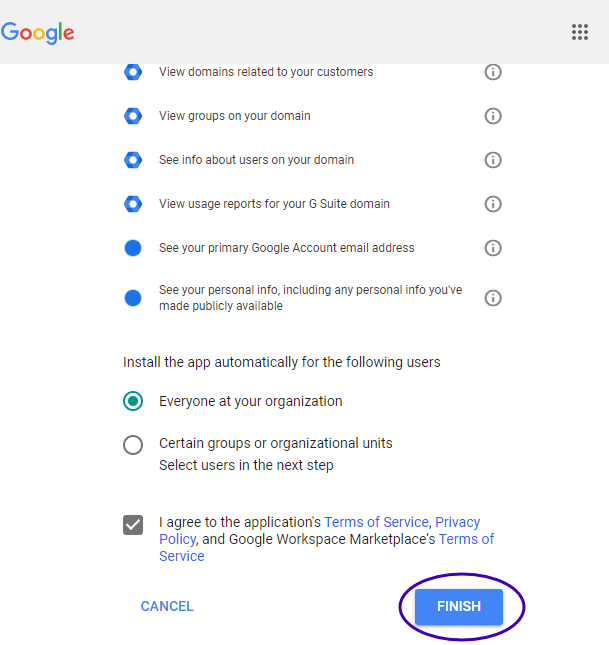 Google
View domains related to your customers
View groups on your domain
See info about users on your domain
View usage reports for your G Suite domain
See your primary Google Account email address
See your personal info, including any personal info you've
made publicly available
Install the app automatically for the following users
Everyone at your organization
Certain groups or organizational units
Select users in the next step
I agree to the application's Terms of Service, Privacy
Policy, and Google Workspace Marketplace's Terms of
Service
CANCEL FINISH